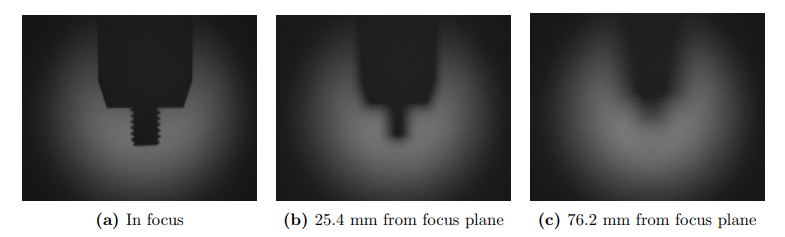 (a) In focus
(b) 25.4 mm from focus plane
(c) 76.2 mm from focus plane